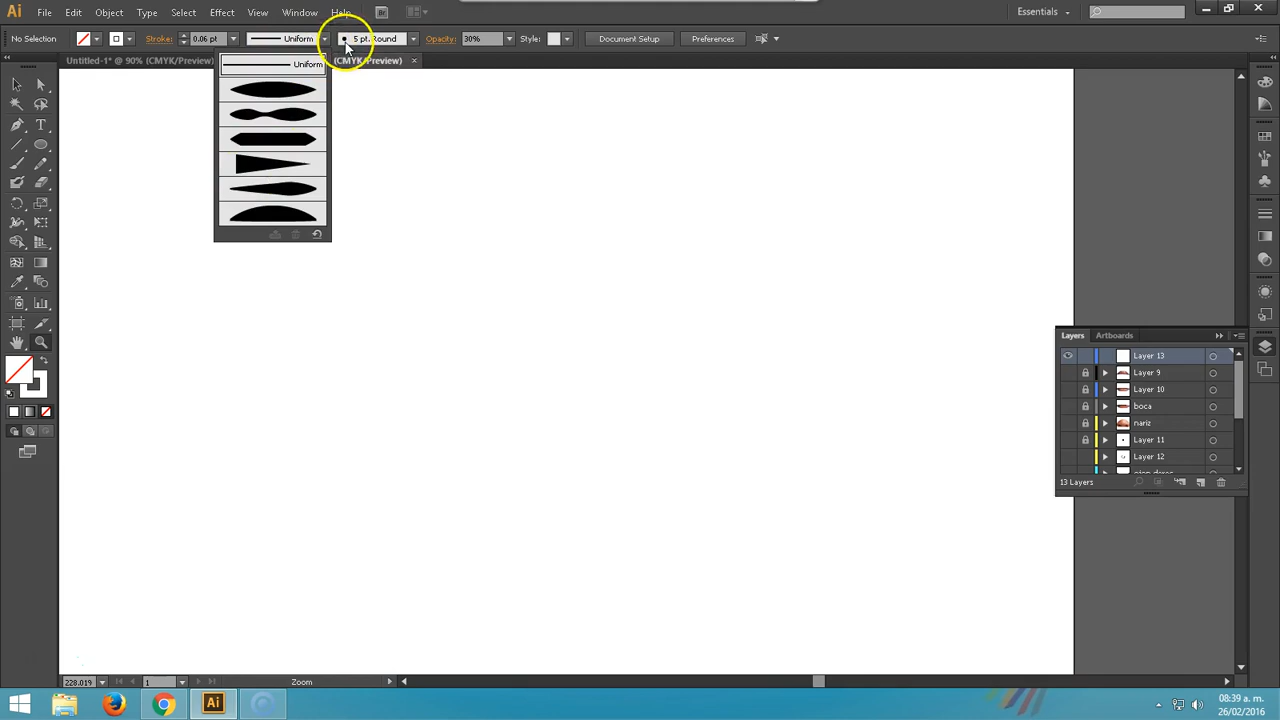 Ai File Edit Object Type Select Effect View Window Help Br Essentials
No Selection Stroke: 0.06 pt Uniform 5 pt. Round Opacity: 30% Style: Document Setup Preferences
Untitled-1* @ 90% (CMYK/Preview) (CMYK/Preview)
Uniform
Layers Artboards
Layer 13
Layer 9
Layer 10
boca
nariz
Layer 11
Layer 12
13 Layers
228.019 1 Zoom
Ai
08:39 a. m.
26/02/2016